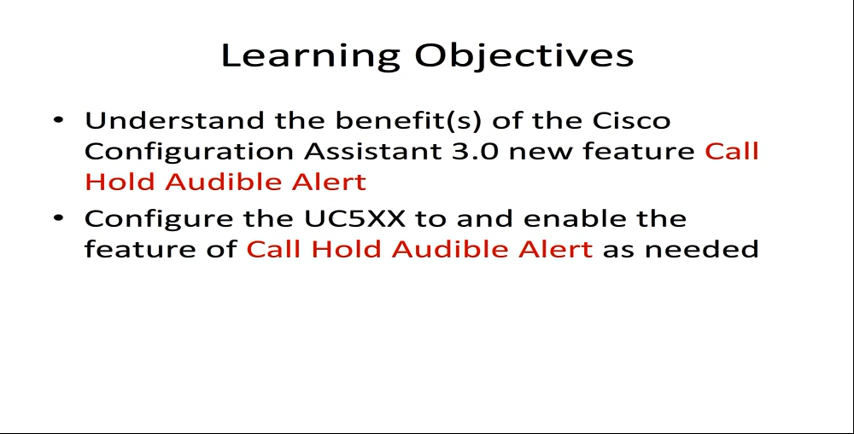 Learning Objectives
• Understand the benefit(s) of the Cisco
Configuration Assistant 3.0 new feature Call
Hold Audible Alert
• Configure the UC5XX to and enable the
feature of Call Hold Audible Alert as needed